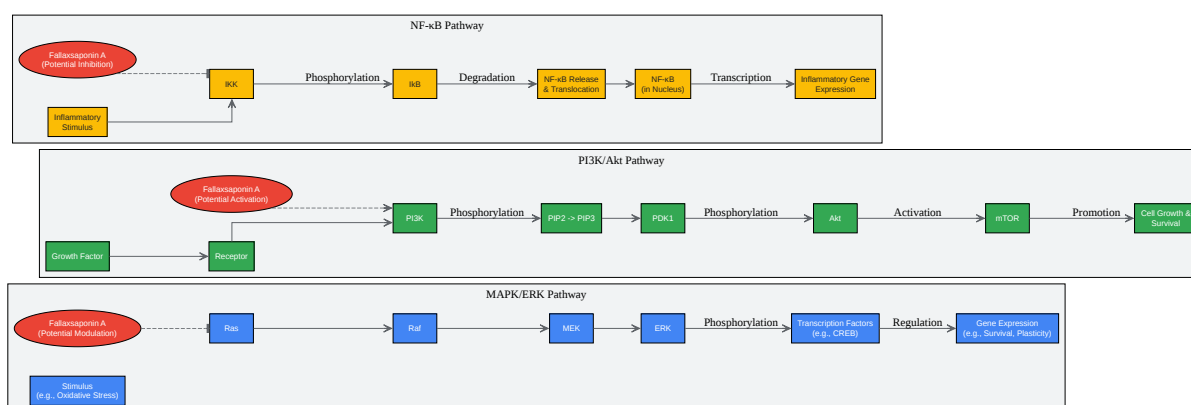 NF-κB Pathway
Fallaxsaponin A
(Potential Inhibition)
IKK
Phosphorylation
IkB
Degradation
NF-κB Release
& Translocation
NF-κB
(in Nucleus)
Transcription
Inflammatory Gene
Expression
Inflammatory
Stimulus
PI3K/Akt Pathway
Fallaxsaponin A
(Potential Activation)
PI3K
Phosphorylation
PIP2 -> PIP3
PDK1
Phosphorylation
Akt
Activation
mTOR
Promotion
Cell Growth &
Survival
Growth Factor
Receptor
MAPK/ERK Pathway
Fallaxsaponin A
(Potential Modulation)
Ras
Raf
MEK
ERK
Phosphorylation
Transcription Factors
(e.g., CREB)
Regulation
Gene Expression
(e.g., Survival, Plasticity)
Stimulus
(e.g., Oxidative Stress)